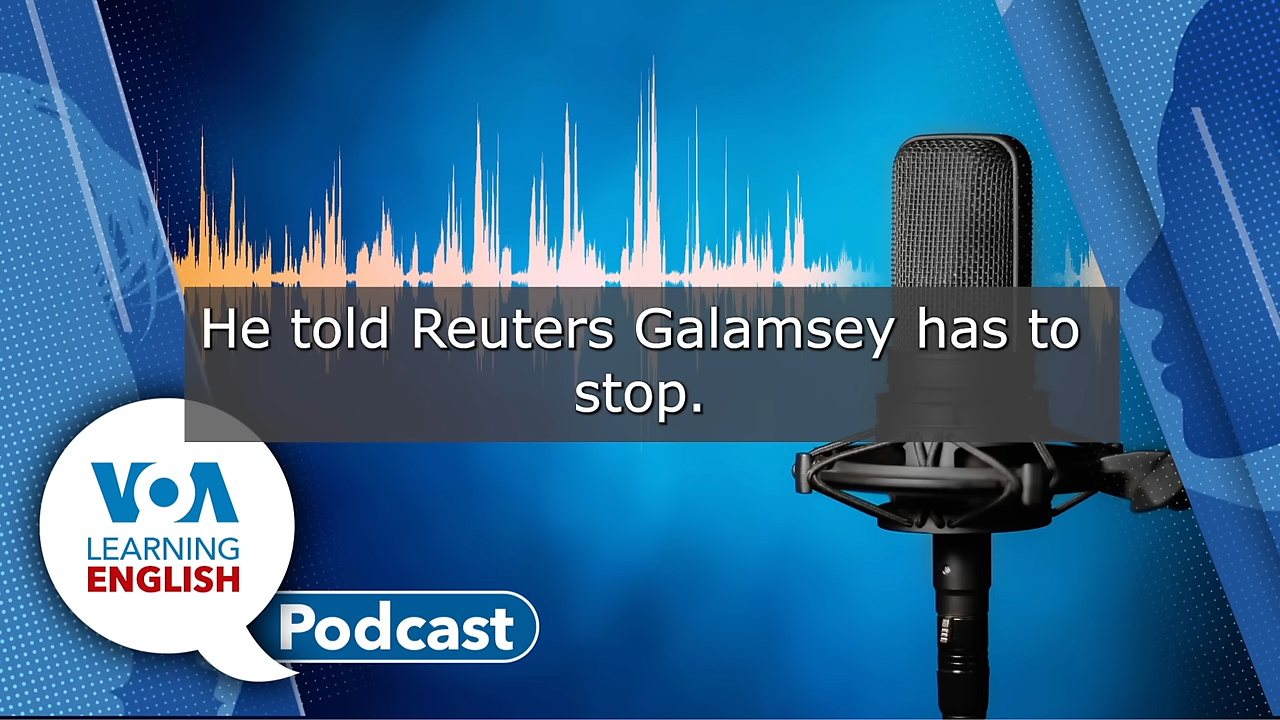 He told Reuters Galamsey has to
stop.
VOA
LEARNING
ENGLISH
Podcast